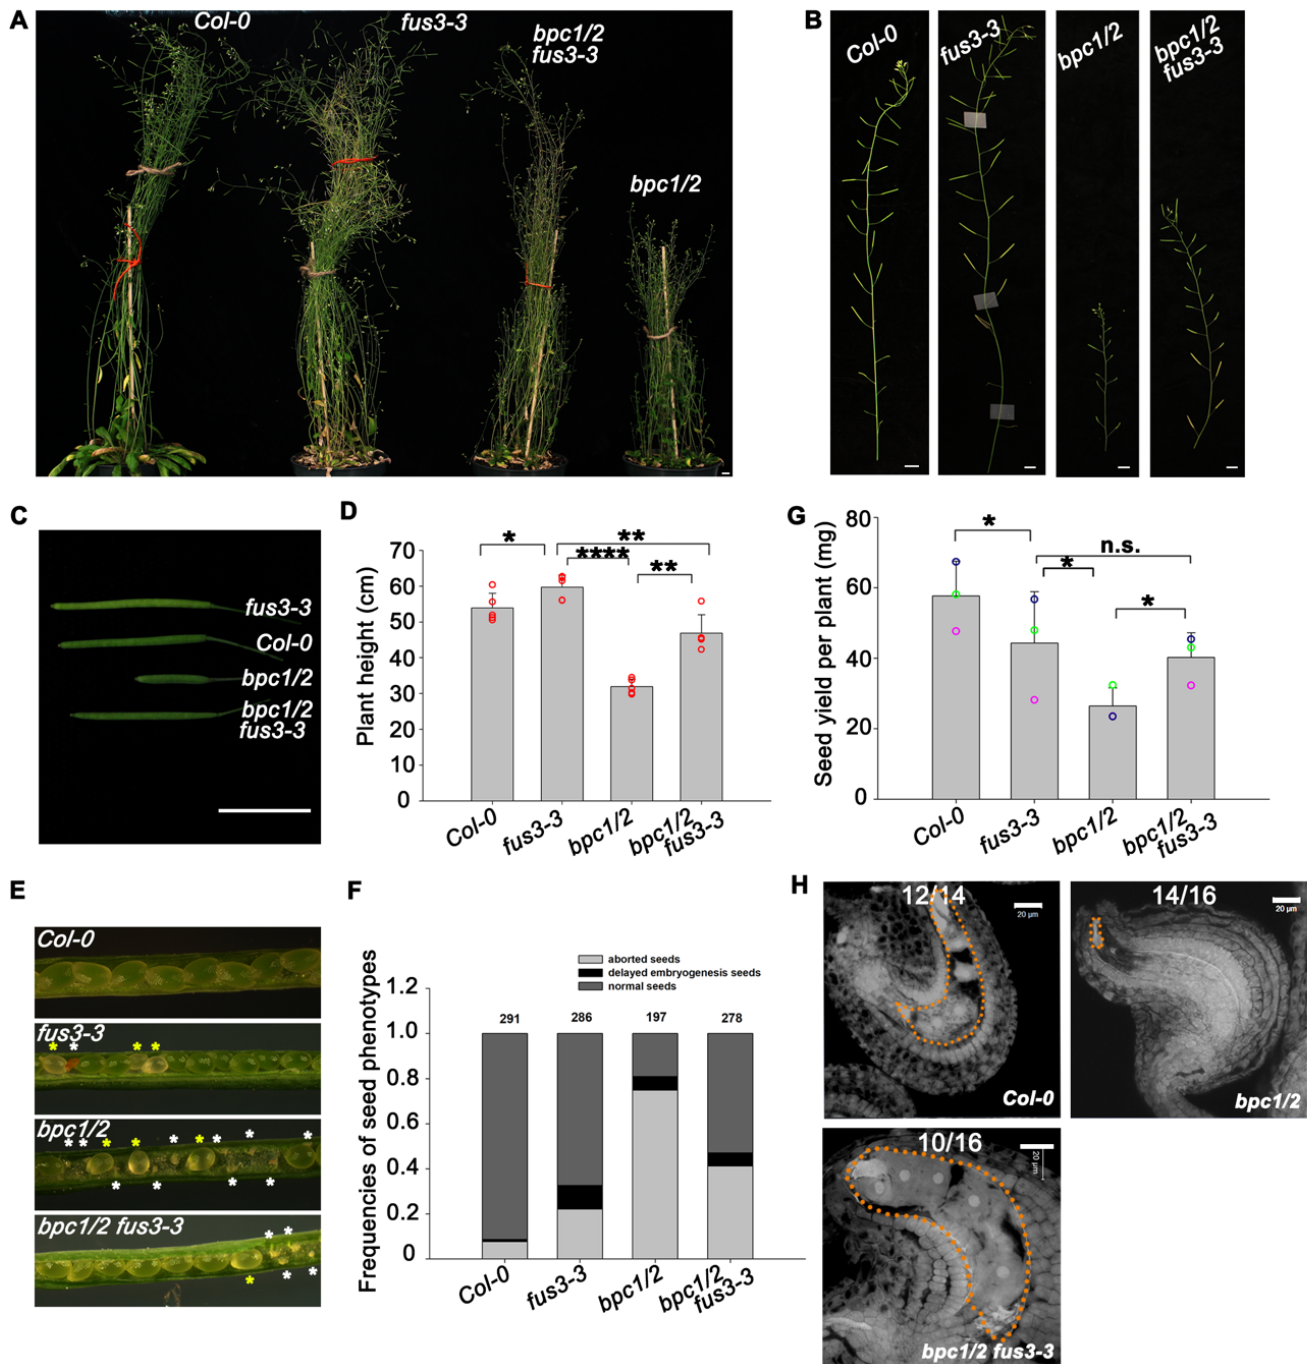 A
Col-0
fus3-3
bpc1/2
fus3-3
bpc1/2
B
Col-0
fus3-3
bpc1/2
bpc1/2
fus3-3
C
fus3-3
Col-0
bpc1/2
bpc1/2
fus3-3
D
Plant height (cm)
70
60
50
40
30
20
10
0
*
**
****
**
Col-0
fus3-3
bpc1/2
bpc1/2
fus3-3
G
Seed yield per plant (mg)
80
60
40
20
0
*
n.s.
*
*
Col-0
fus3-3
bpc1/2
bpc1/2
fus3-3
E
Col-0
fus3-3
* * * *
bpc1/2
* * * * * * * * *
* * * *
bpc1/2 fus3-3
* *
* * *
F
Frequencies of seed phenotypes
aborted seeds
delayed embryogenesis seeds
normal seeds
1.2
1.0
0.8
0.6
0.4
0.2
0
291
286
197
278
Col-0
fus3-3
bpc1/2
bpc1/2
fus3-3
H
12/14
20 µm
Col-0
14/16
20 µm
bpc1/2
10/16
20 µm
bpc1/2 fus3-3